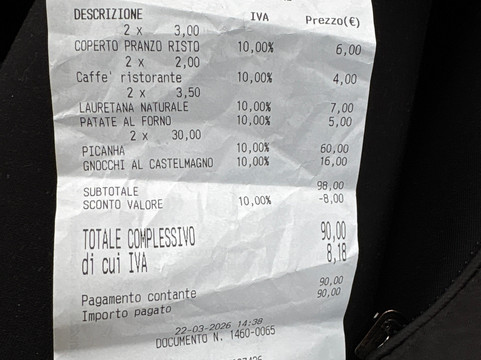 DESCRIZIONE IVA Prezzo(€)
2 x 3,00
COPERTO PRANZO RISTO 10,00% 6,00
2 x 2,00
Caffe' ristorante 10,00% 4,00
2 x 3,50
LAURETANA NATURALE 10,00% 7,00
PATATE AL FORNO 10,00% 5,00
2 x 30,00
PICANHA 10,00% 60,00
GNOCCHI AL CASTELMAGNO 10,00% 16,00
SUBTOTALE 98,00
SCONTO VALORE 10,00% -8,00
TOTALE COMPLESSIVO 90,00
di cui IVA 8,18
Pagamento contante 90,00
Importo pagato 90,00
22-03-2026 14:38
DOCUMENTO N. 1460-0065